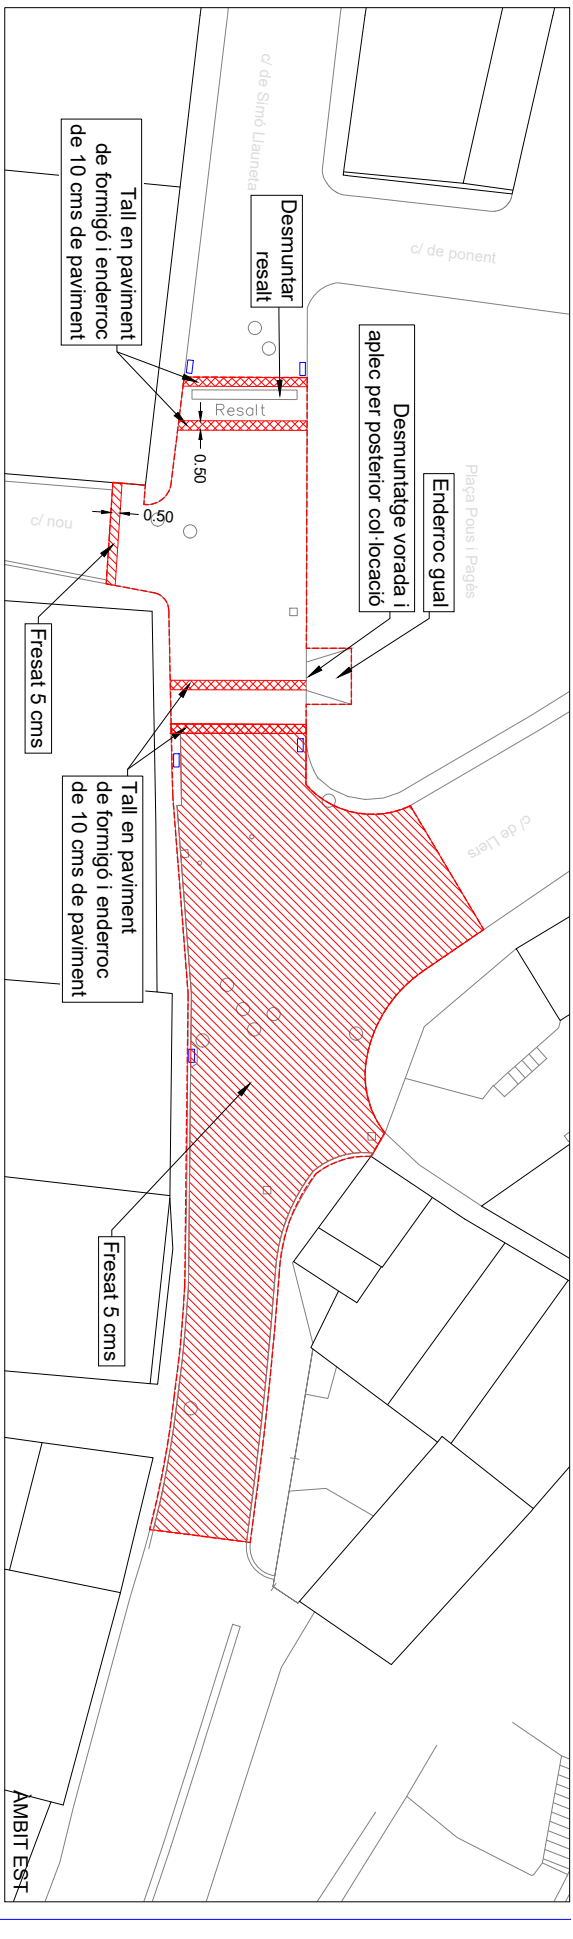 c/ de Simó Llauneta
c/ de ponent
Tall en paviment
de formigó i enderroc
de 10 cms de paviment
Desmuntar
resalt
Desmuntatge vorada i
aplec per posterior col·locació
Enderroc gual
Plaça Pous i Pagès
Resalt
0.50
0.50
c/ nou
Fresat 5 cms
Tall en paviment
de formigó i enderroc
de 10 cms de paviment
c/ de Llers
Fresat 5 cms
ÀMBIT EST